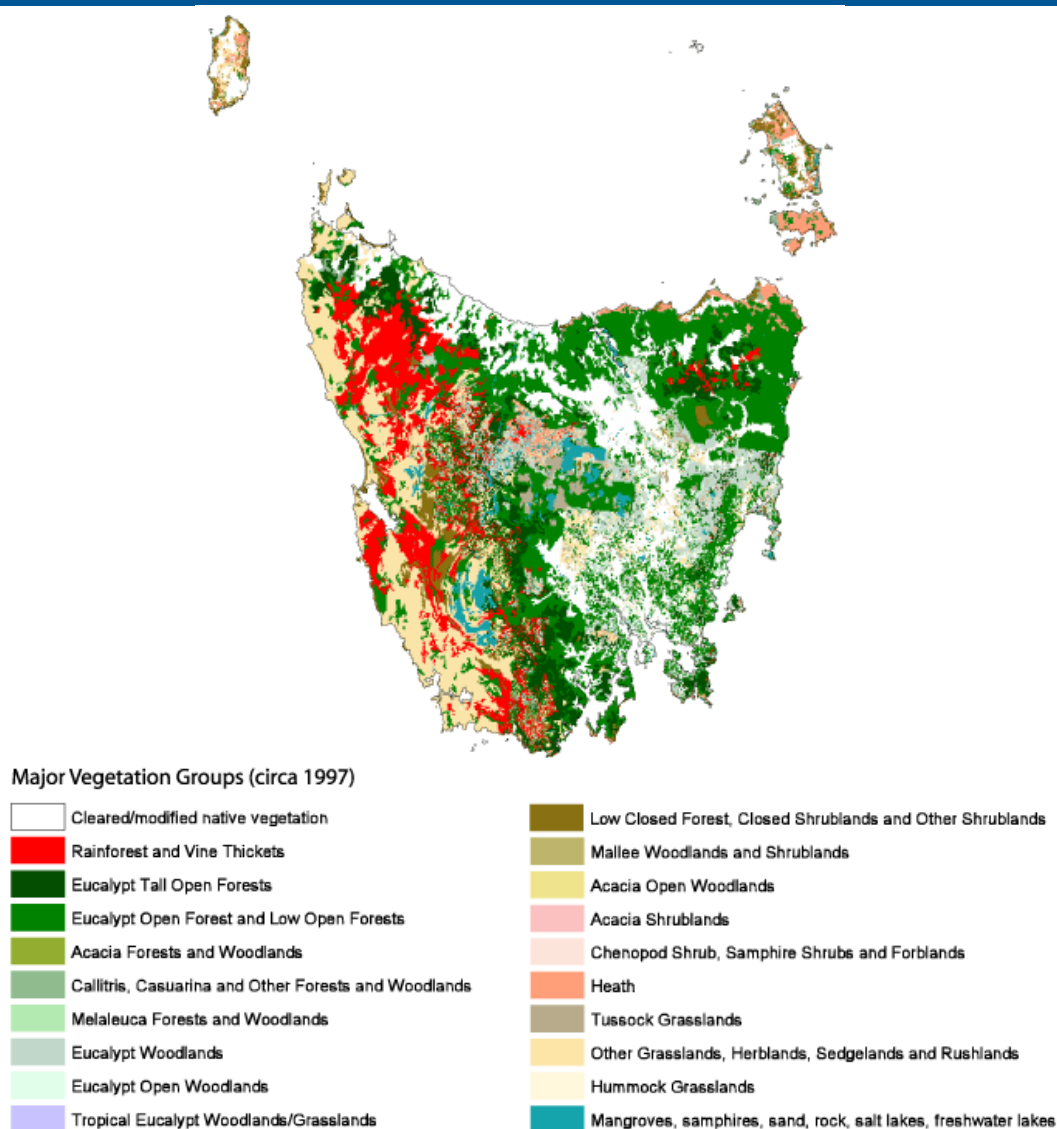 Major Vegetation Groups (circa 1997)
Cleared/modified native vegetation
Rainforest and Vine Thickets
Eucalypt Tall Open Forests
Eucalypt Open Forest and Low Open Forests
Acacia Forests and Woodlands
Callitris, Casuarina and Other Forests and Woodlands
Melaleuca Forests and Woodlands
Eucalypt Woodlands
Eucalypt Open Woodlands
Tropical Eucalypt Woodlands/Grasslands
Low Closed Forest, Closed Shrublands and Other Shrublands
Mallee Woodlands and Shrublands
Acacia Open Woodlands
Acacia Shrublands
Chenopod Shrub, Samphire Shrubs and Forblands
Heath
Tussock Grasslands
Other Grasslands, Herblands, Sedgelands and Rushlands
Hummock Grasslands
Mangroves, samphires, sand, rock, salt lakes, freshwater lakes